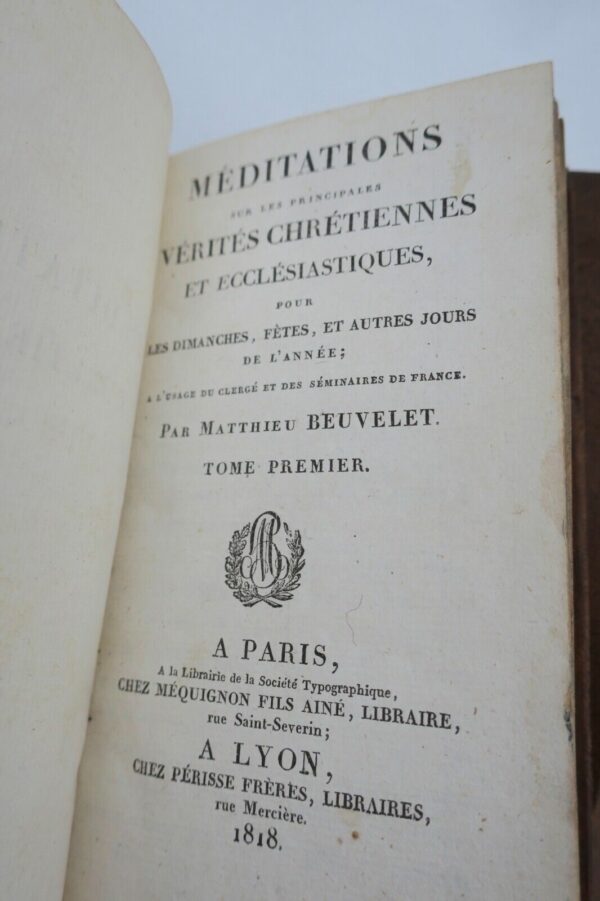 MÉDITATIONS
SUR LES PRINCIPALES
VÉRITÉS CHRÉTIENNES
ET ECCLÉSIASTIQUES,
POUR
LES DIMANCHES, FÊTES, ET AUTRES JOURS
DE L'ANNÉE;
A L'USAGE DU CLERGÉ ET DES SÉMINAIRES DE FRANCE.
PAR MATTHIEU BEUVELET.
TOME PREMIER.
A PARIS,
A la Librairie de la Société Typographique,
CHEZ MÉQUIGNON FILS AINÉ, LIBRAIRE,
rue Saint-Severin;
A LYON,
CHEZ PÉRISSE FRÈRES, LIBRAIRES,
rue Mercière.
1818.